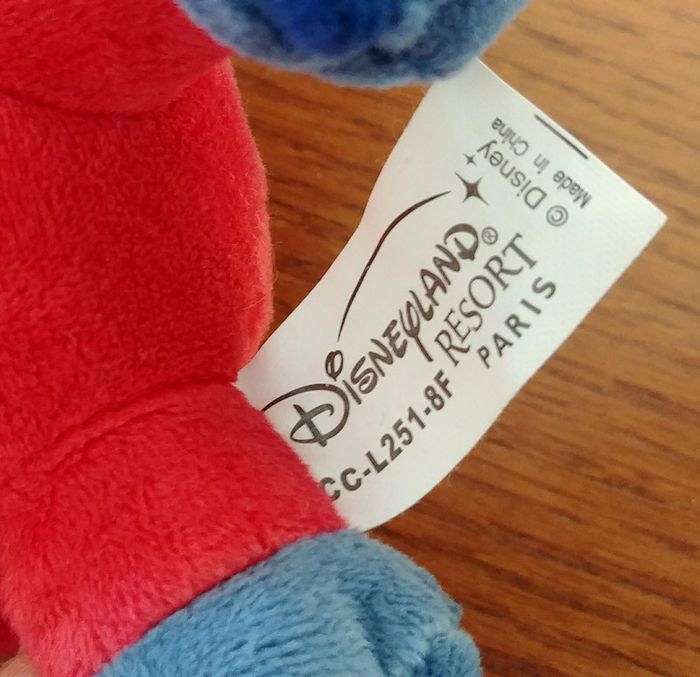 © Disney
Made in China
DISNEYLAND®
RESORT
PARIS
CC-L251-8F